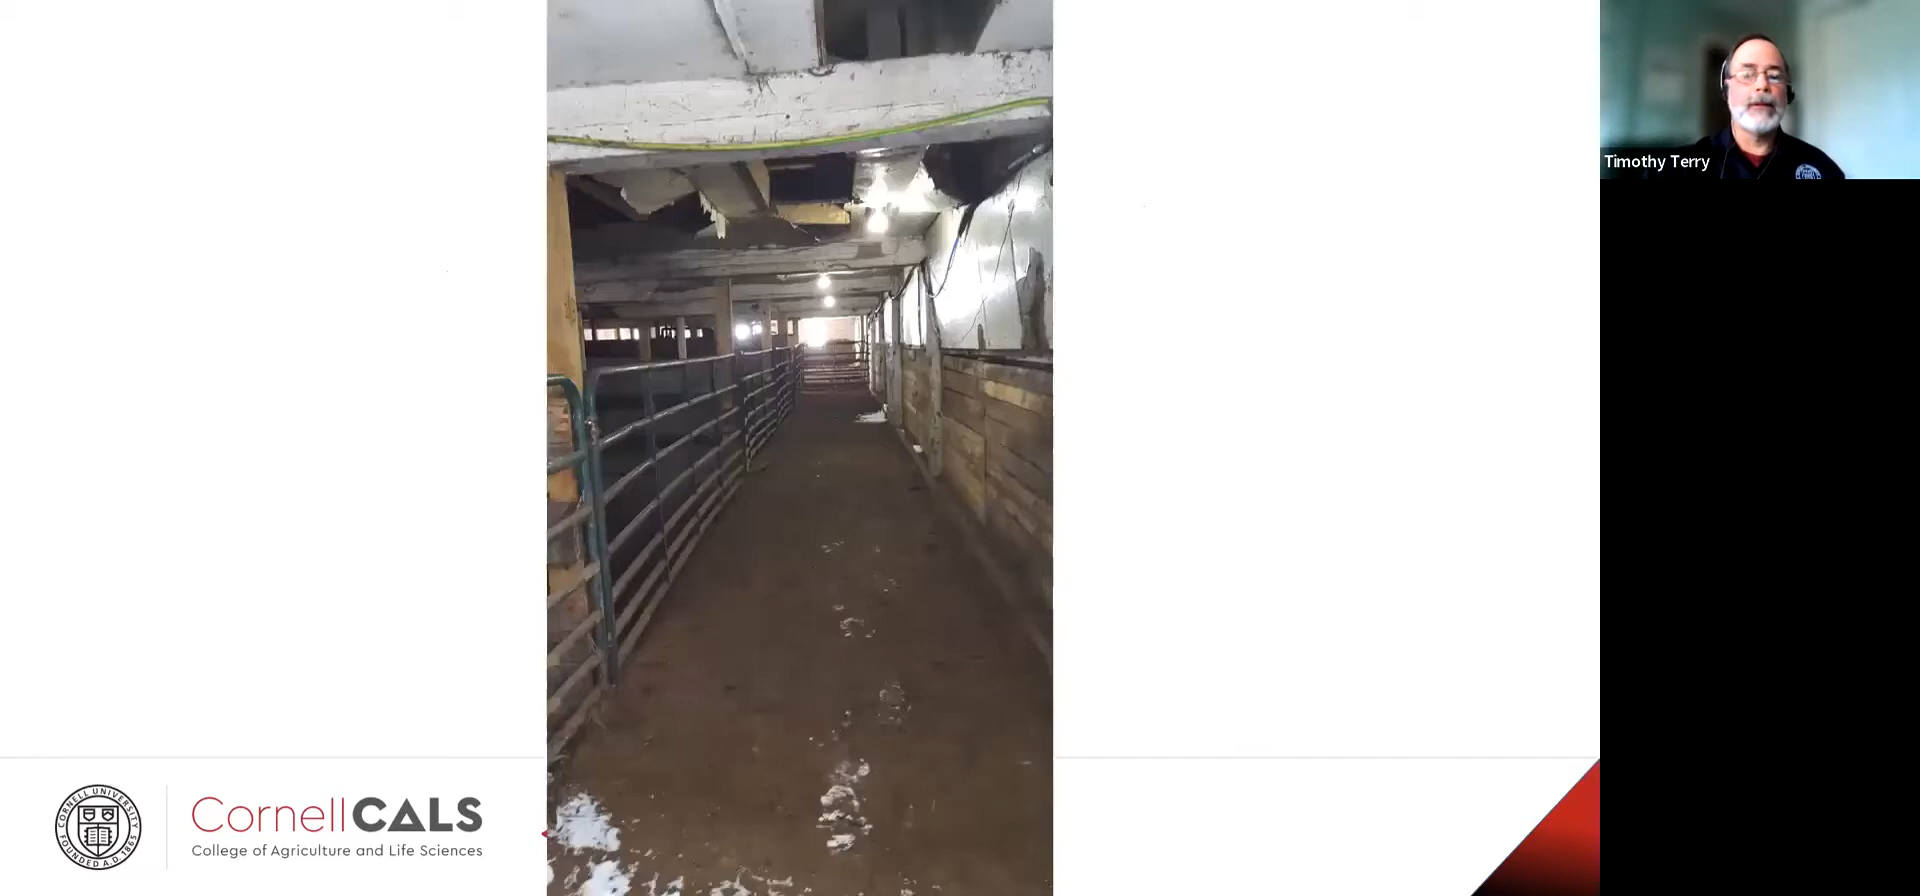 Timothy Terry
CORNELL UNIVERSITY
FOUNDED A.D. 1865
CornellCALS
College of Agriculture and Life Sciences